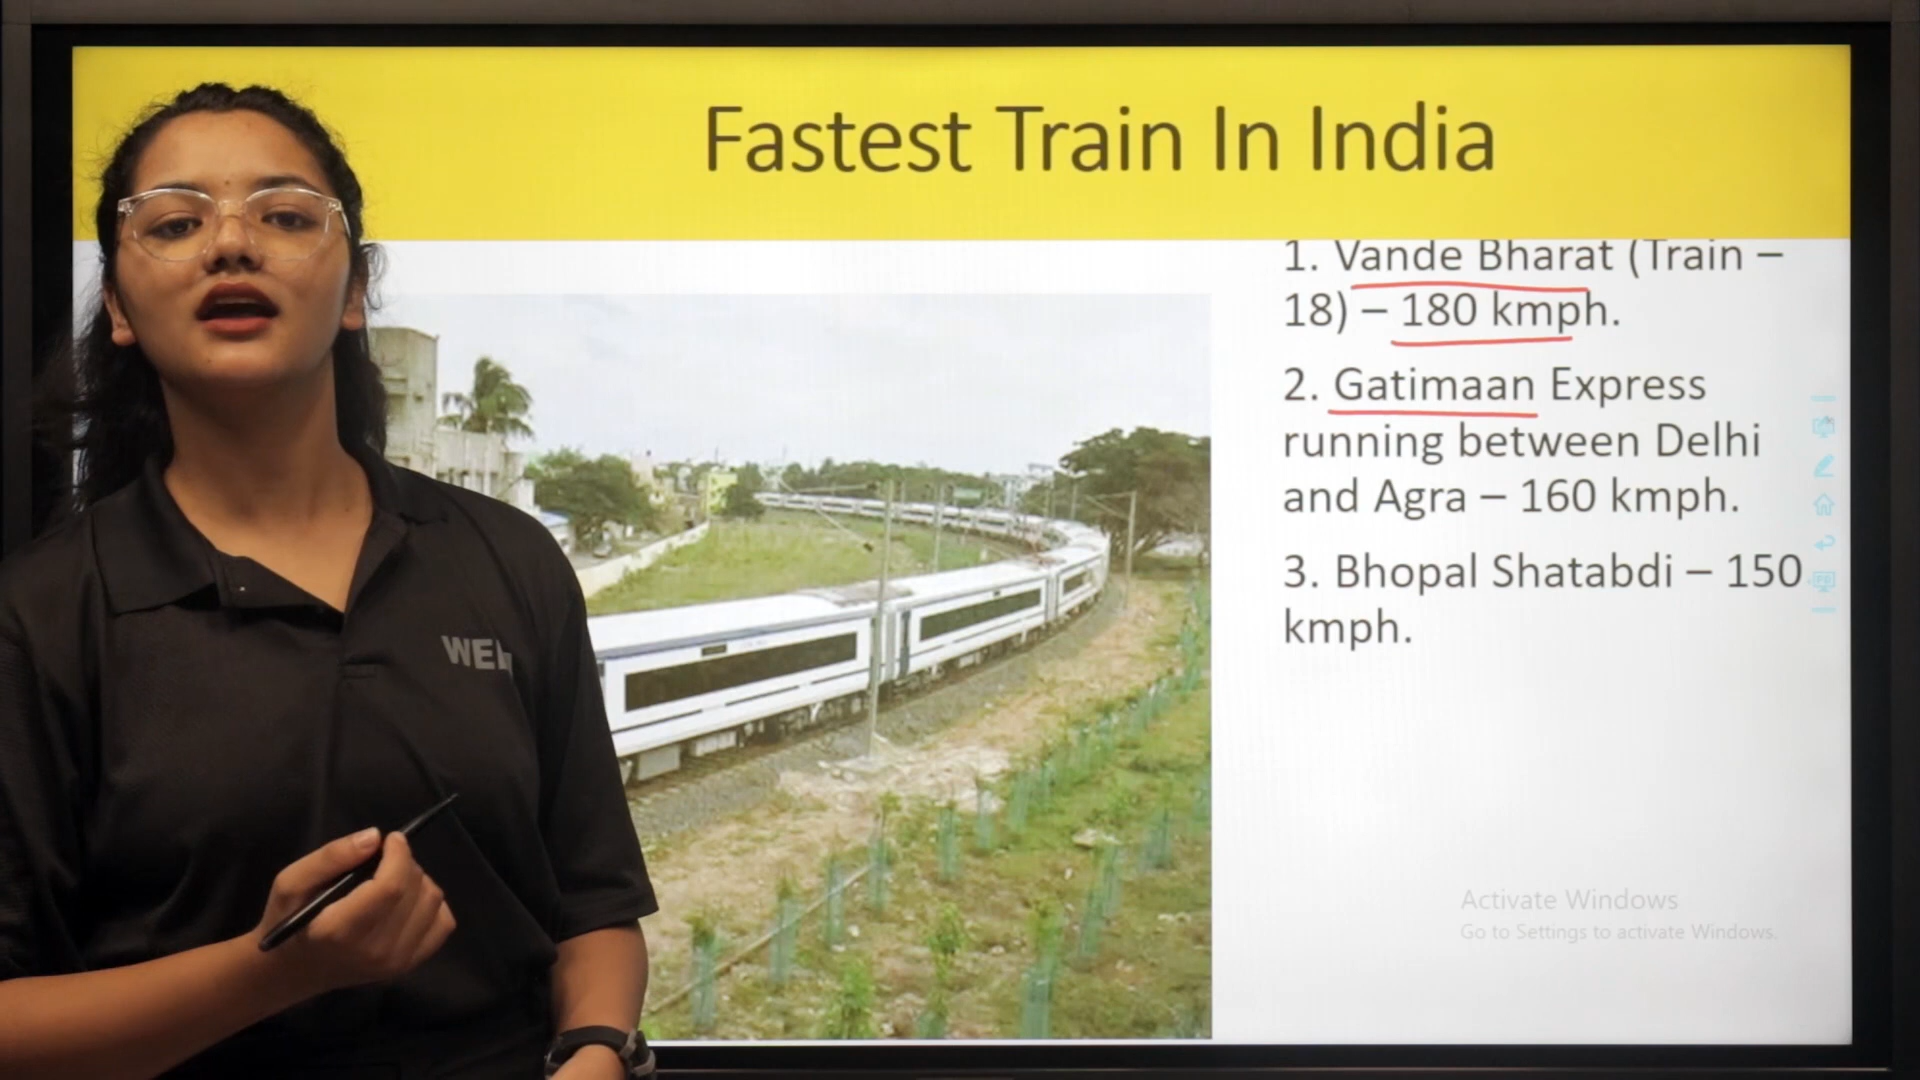 Fastest Train In India
1. Vande Bharat (Train –
18) – 180 kmph.
2. Gatimaan Express
running between Delhi
and Agra – 160 kmph.
3. Bhopal Shatabdi – 150
kmph.
Activate Windows
Go to Settings to activate Windows.